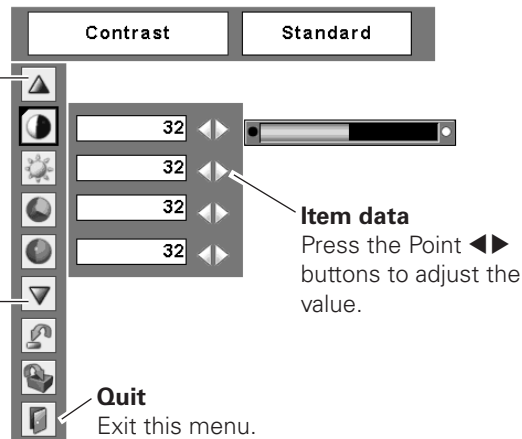 Contrast
Standard
32
32
32
32
Item data
Press the Point ◀▶
buttons to adjust the
value.
Quit
Exit this menu.